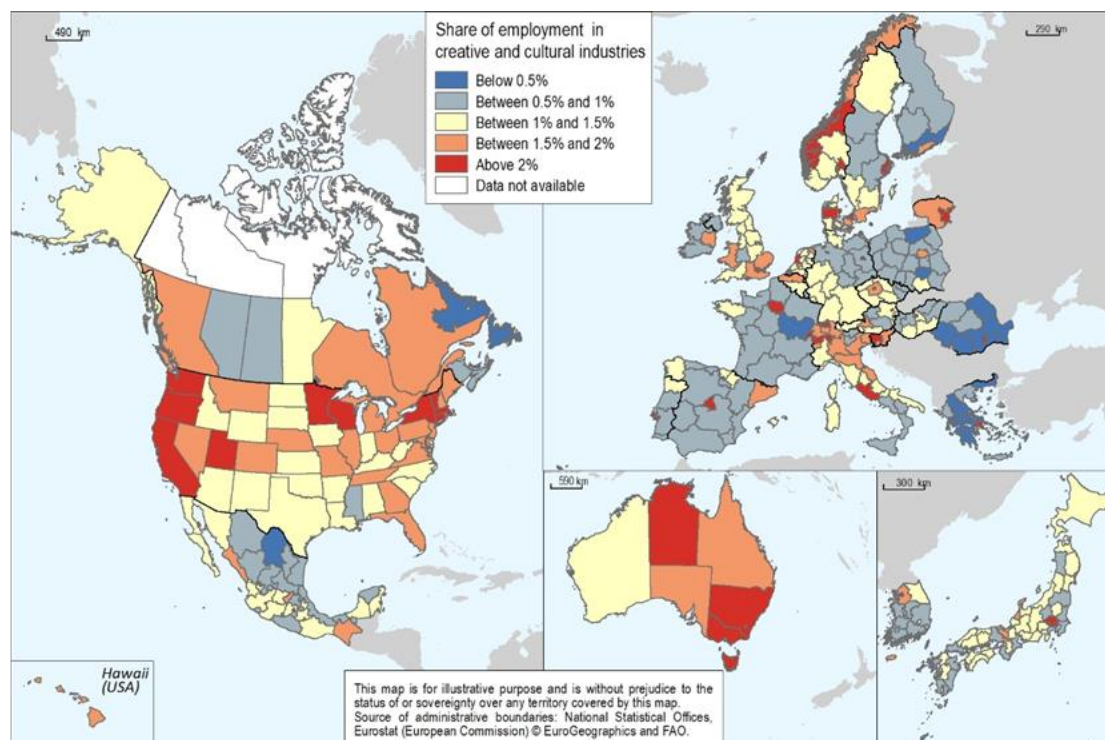 490 km
Share of employment in
creative and cultural industries
Below 0.5%
Between 0.5% and 1%
Between 1% and 1.5%
Between 1.5% and 2%
Above 2%
Data not available
290 km
590 km
300 km
Hawaii
(USA)
This map is for illustrative purpose and is without prejudice to the
status of or sovereignty over any territory covered by this map.
Source of administrative boundaries: National Statistical Offices,
Eurostat (European Commission) © EuroGeographics and FAO.